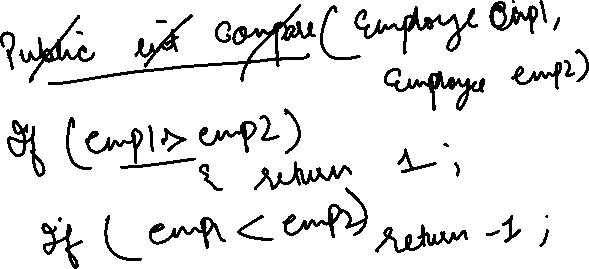 Public int compare (Employee Emp1,
Employee emp2)
If (emp1 > emp2)
{ return 1;
if (emp1 < emp2) return -1;